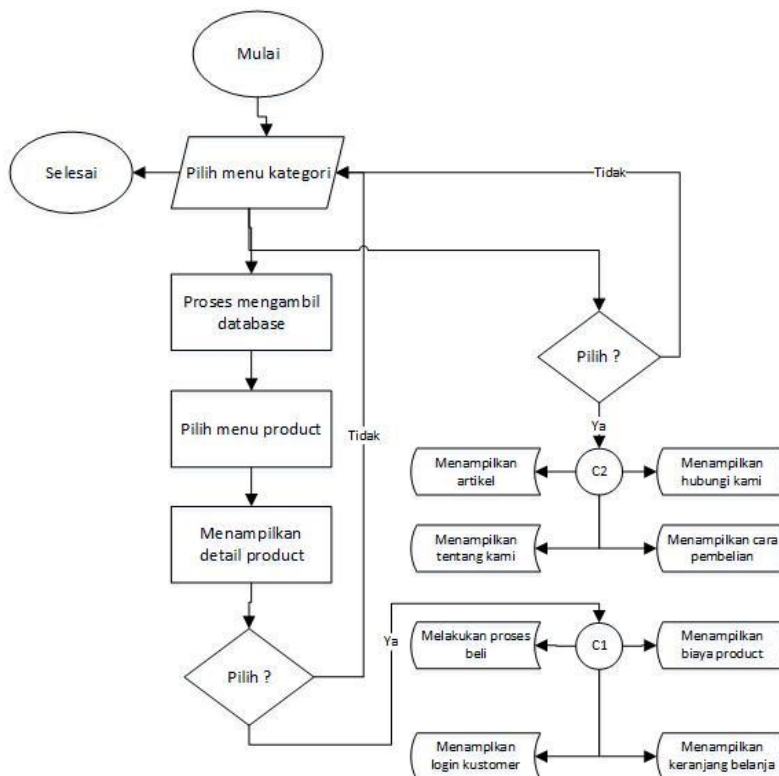 Mulai
Selesai
Pilih menu kategori
Tidak
Proses mengambil
database
Pilih ?
Pilih menu product
Tidak
Ya
Menampilkan
artikel
C2
Menampilkan
hubungi kami
Menampilkan
detail product
Menampilkan
tentang kami
Menampilkan cara
pembelian
Ya
Melakukan proses
beli
C1
Menampilkan
biaya product
Pilih ?
Menamplkan
login kustomer
Menampilkan
keranjang belanja